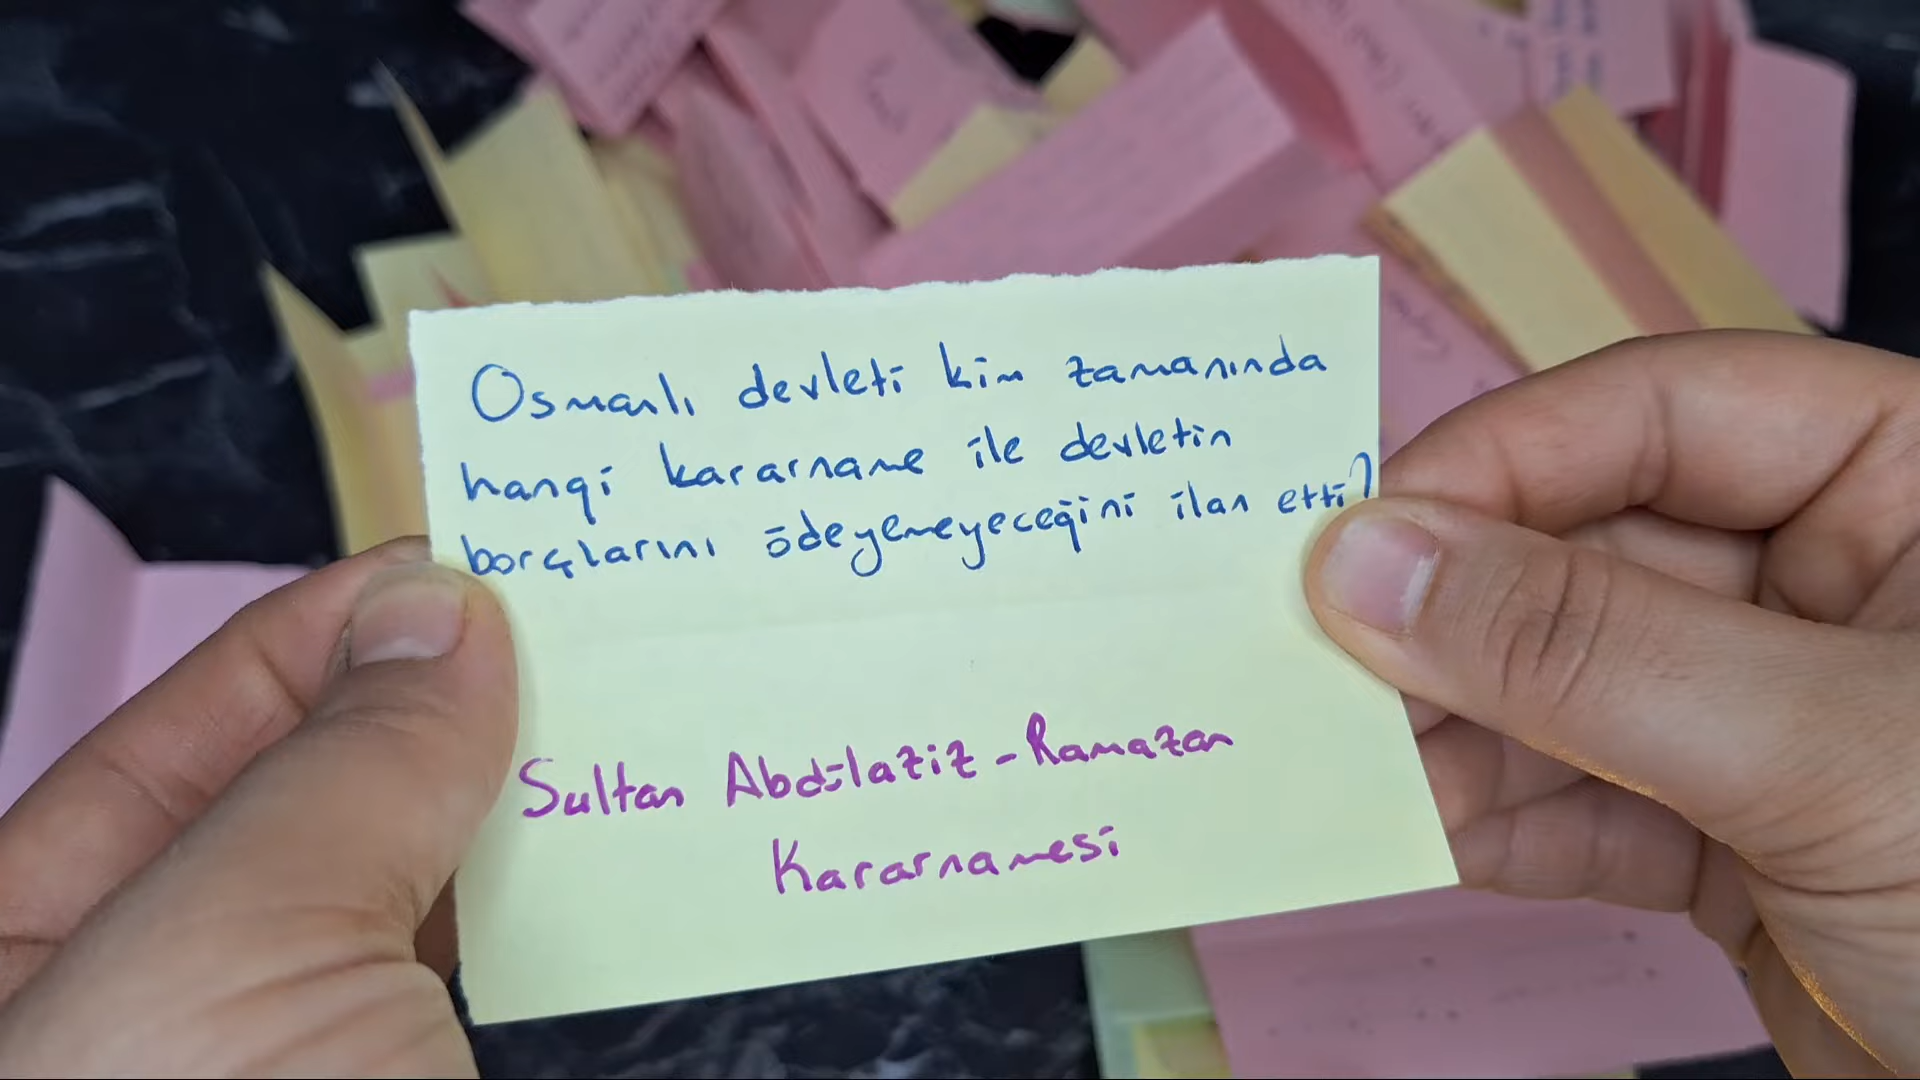 Osmanlı devleti kim zamanında
hangi kararname ile devletin
borçlarını ödeyemeyeceğini ilan etti?
Sultan Abdülaziz - Ramazan
Kararnamesi